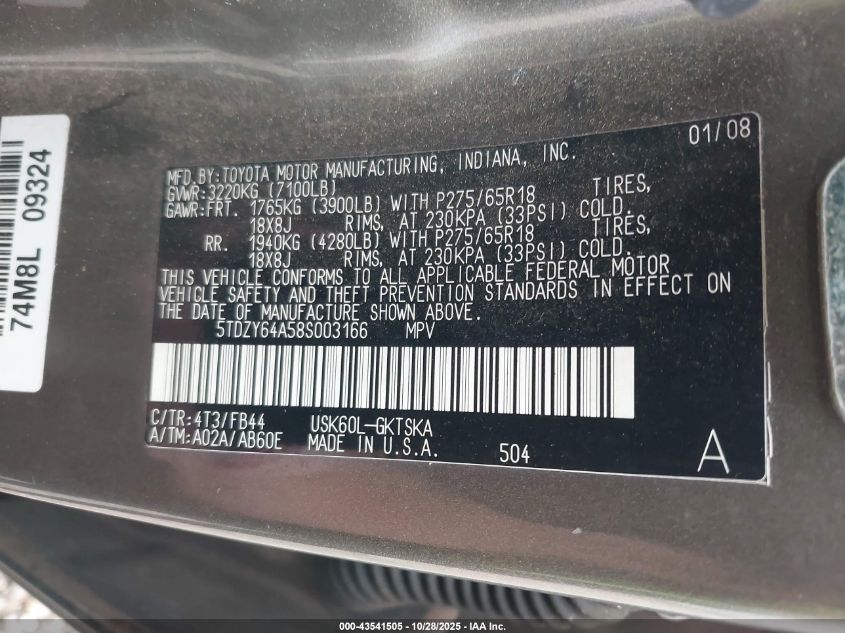 01/08
MFD.BY:TOYOTA MOTOR MANUFACTURING, INDIANA, INC.
GVWR:3220KG (7100LB)
GAWR:FRT. 1765KG (3900LB) WITH P275/65R18 TIRES,
18X8J RIMS, AT 230KPA (33PSI) COLD.
RR. 1940KG (4280LB) WITH P275/65R18 TIRES,
18X8J RIMS, AT 230KPA (33PSI) COLD.
THIS VEHICLE CONFORMS TO ALL APPLICABLE FEDERAL MOTOR
VEHICLE SAFETY AND THEFT PREVENTION STANDARDS IN EFFECT ON
THE DATE OF MANUFACTURE SHOWN ABOVE.
5TDZY64A58S003166 MPV
C/TR:4T3/FB44 USK60L-GKTSKA
A/TM:A02A/AB60E MADE IN U.S.A. 504 A
74M8L 09324
000-43541505 | 10/28/2025 | IAA Inc.